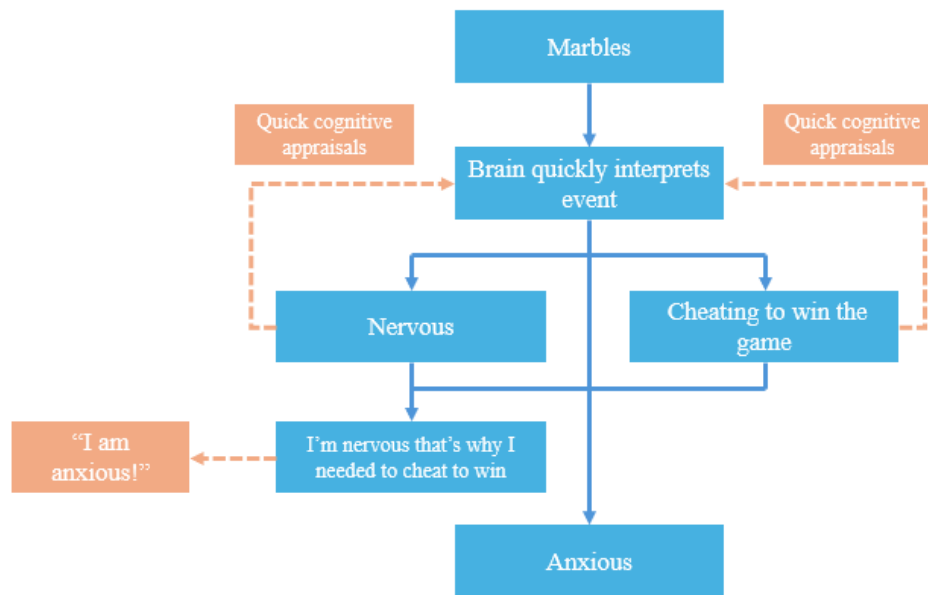 Marbles
Quick cognitive
appraisals
Quick cognitive
appraisals
Brain quickly interprets
event
Nervous
Cheating to win the
game
“I am
anxious!”
I’m nervous that’s why I
needed to cheat to win
Anxious